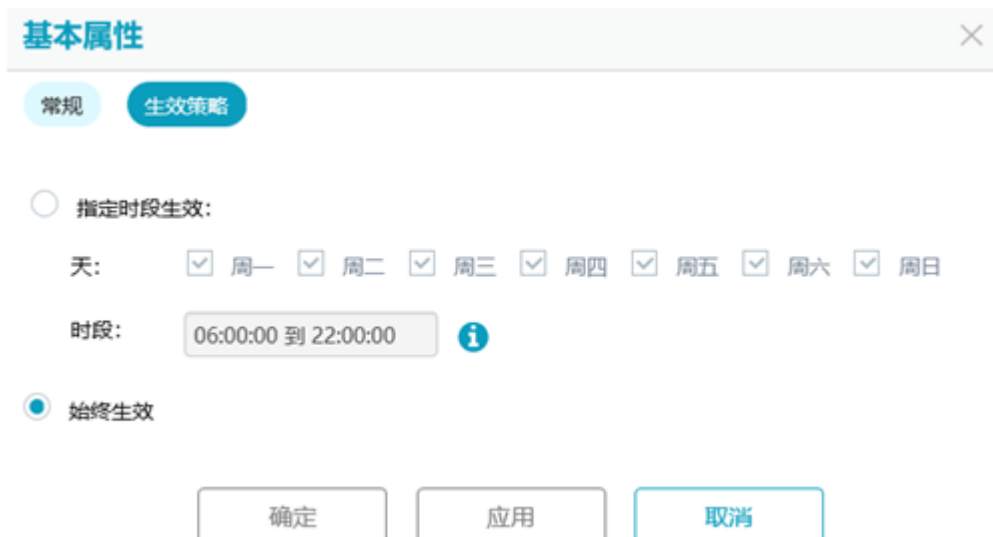 基本属性
常规 生效策略
指定时段生效：
天： 周一 周二 周三 周四 周五 周六 周日
时段： 06:00:00 到 22:00:00
始终生效
确定 应用 取消